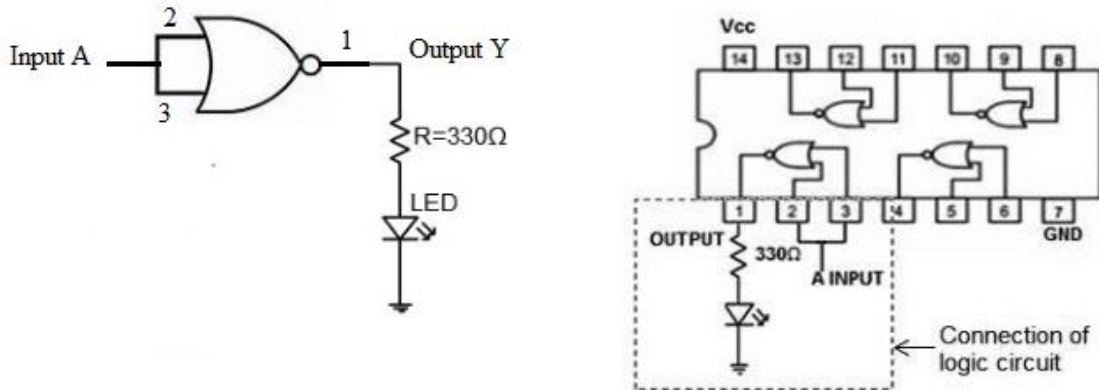 2
Input A
1
Output Y
3
R=330Ω
LED
Vcc
14 13 12 11 10 9 8
1 2 3 4 5 6 7
GND
OUTPUT
330Ω
A INPUT
Connection of
logic circuit